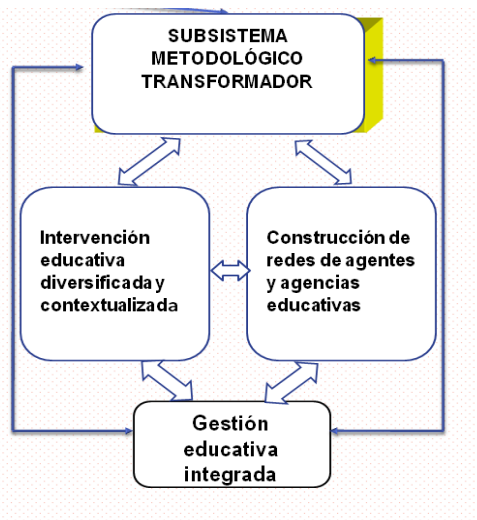 SUBSISTEMA
METODOLÓGICO
TRANSFORMADOR
Intervención
educativa
diversificada y
contextualizada
Construcción de
redes de agentes
y agencias
educativas
Gestión
educativa
integrada